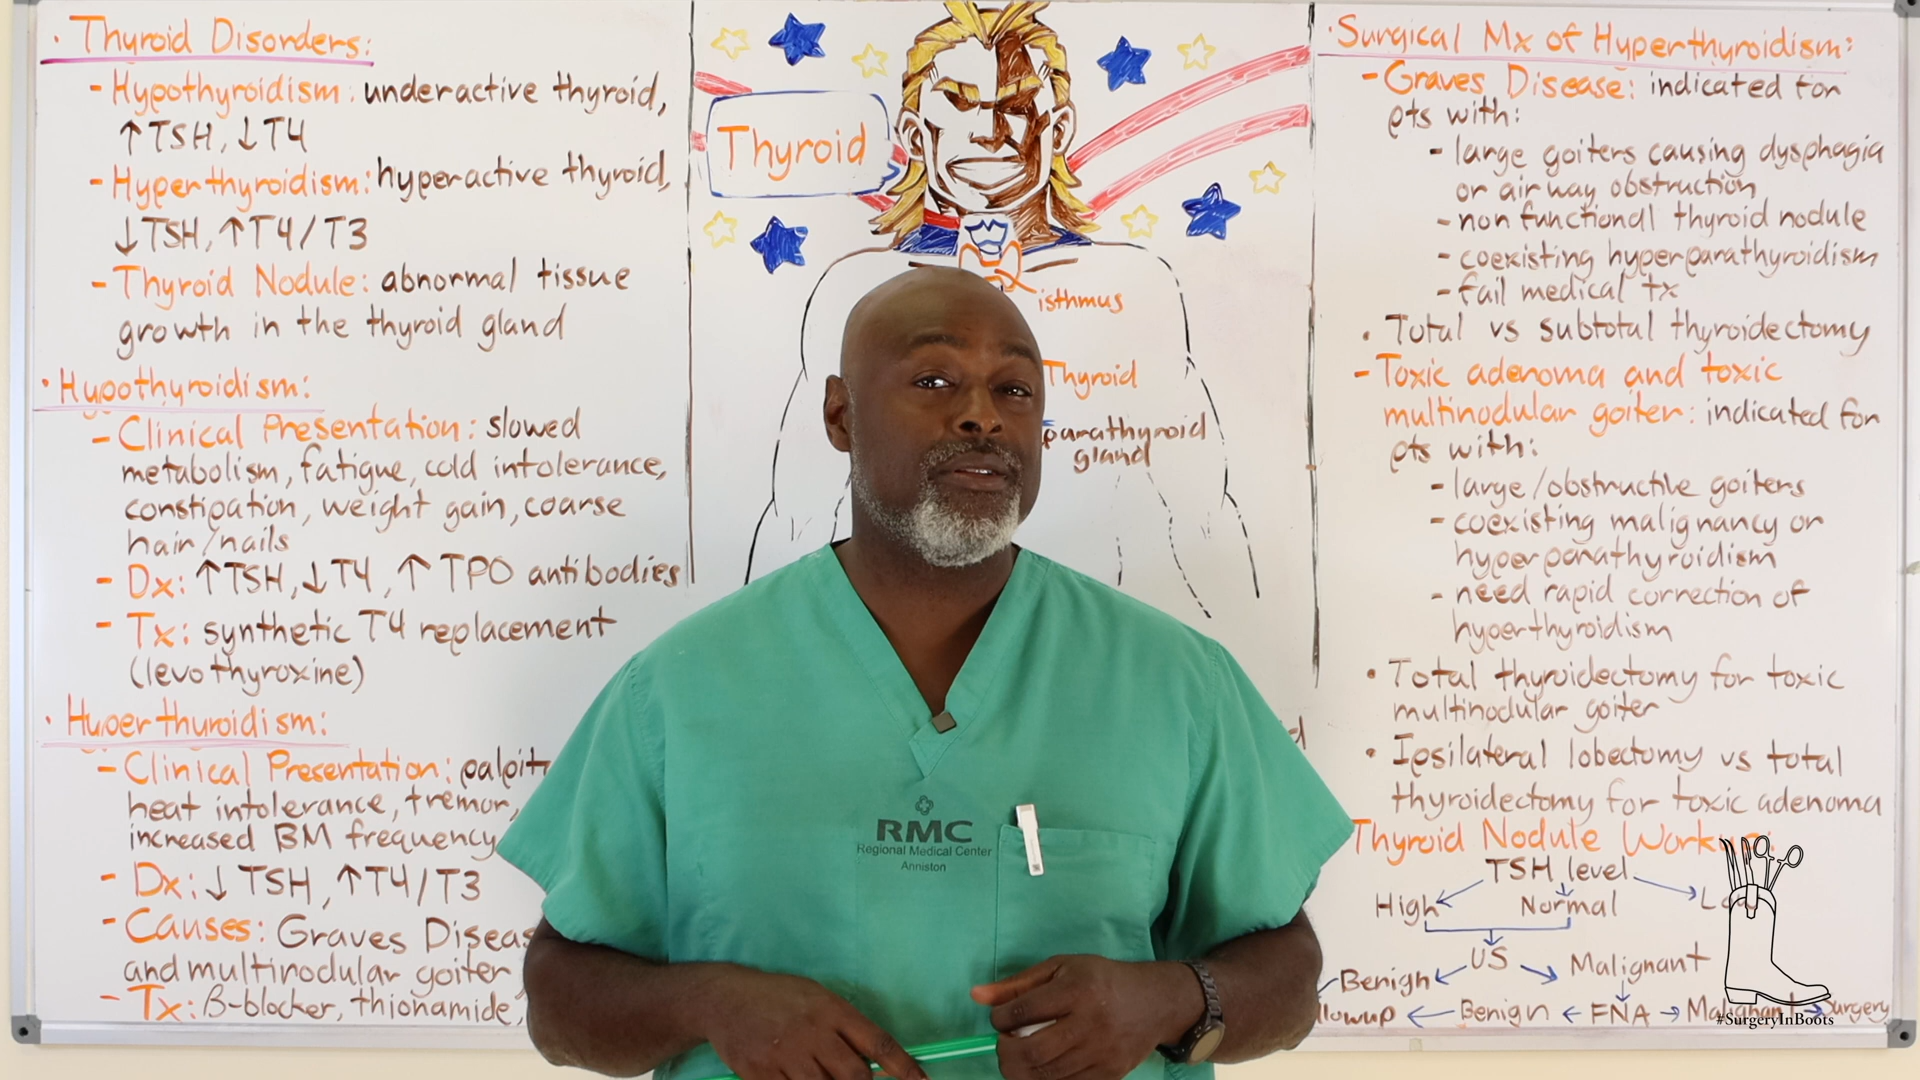 · Thyroid Disorders:
- Hypothyroidism: underactive thyroid,
↑TSH, ↓T4
- Hyperthyroidism: hyperactive thyroid,
↓TSH, ↑T4/T3
- Thyroid Nodule: abnormal tissue
growth in the thyroid gland
· Hypothyroidism:
- Clinical Presentation: slowed
metabolism, fatigue, cold intolerance,
constipation, weight gain, coarse
hair/nails
- Dx: ↑TSH, ↓T4, ↑ TPO antibodies
- Tx: synthetic T4 replacement
(levothyroxine)
· Hyperthyroidism:
- Clinical Presentation:
heat intolerance, tremor,
increased BM frequency
- Dx: ↓ TSH, ↑T4/T3
- Causes: Graves
and multinodular goiter
- Tx: β-blocker, thionamide,
Thyroid
isthmus
Thyroid
parathyroid
gland
RMC
Regional Medical Center
Anniston
· Surgical Mx of Hyperthyroidism:
- Graves Disease: indicated for
pts with:
- large goiters causing dysphagia
or airway obstruction
- non functional thyroid nodule
- coexisting hyperparathyroidism
- fail medical tx
· Total vs subtotal thyroidectomy
- Toxic adenoma and toxic
multinodular goiter: indicated for
pts with:
- large/obstructive goiters
- coexisting malignancy or
hyperparathyroidism
- need rapid correction of
hyperthyroidism
· Total thyroidectomy for toxic
multinodular goiter
· Ipsilateral lobectomy vs total
thyroidectomy for toxic adenoma
Thyroid Nodule
TSH level
High ← Normal →
US
Benign ← → Malignant
← Benign ← FNA → Malignant → Surgery
#SurgeryInBoots